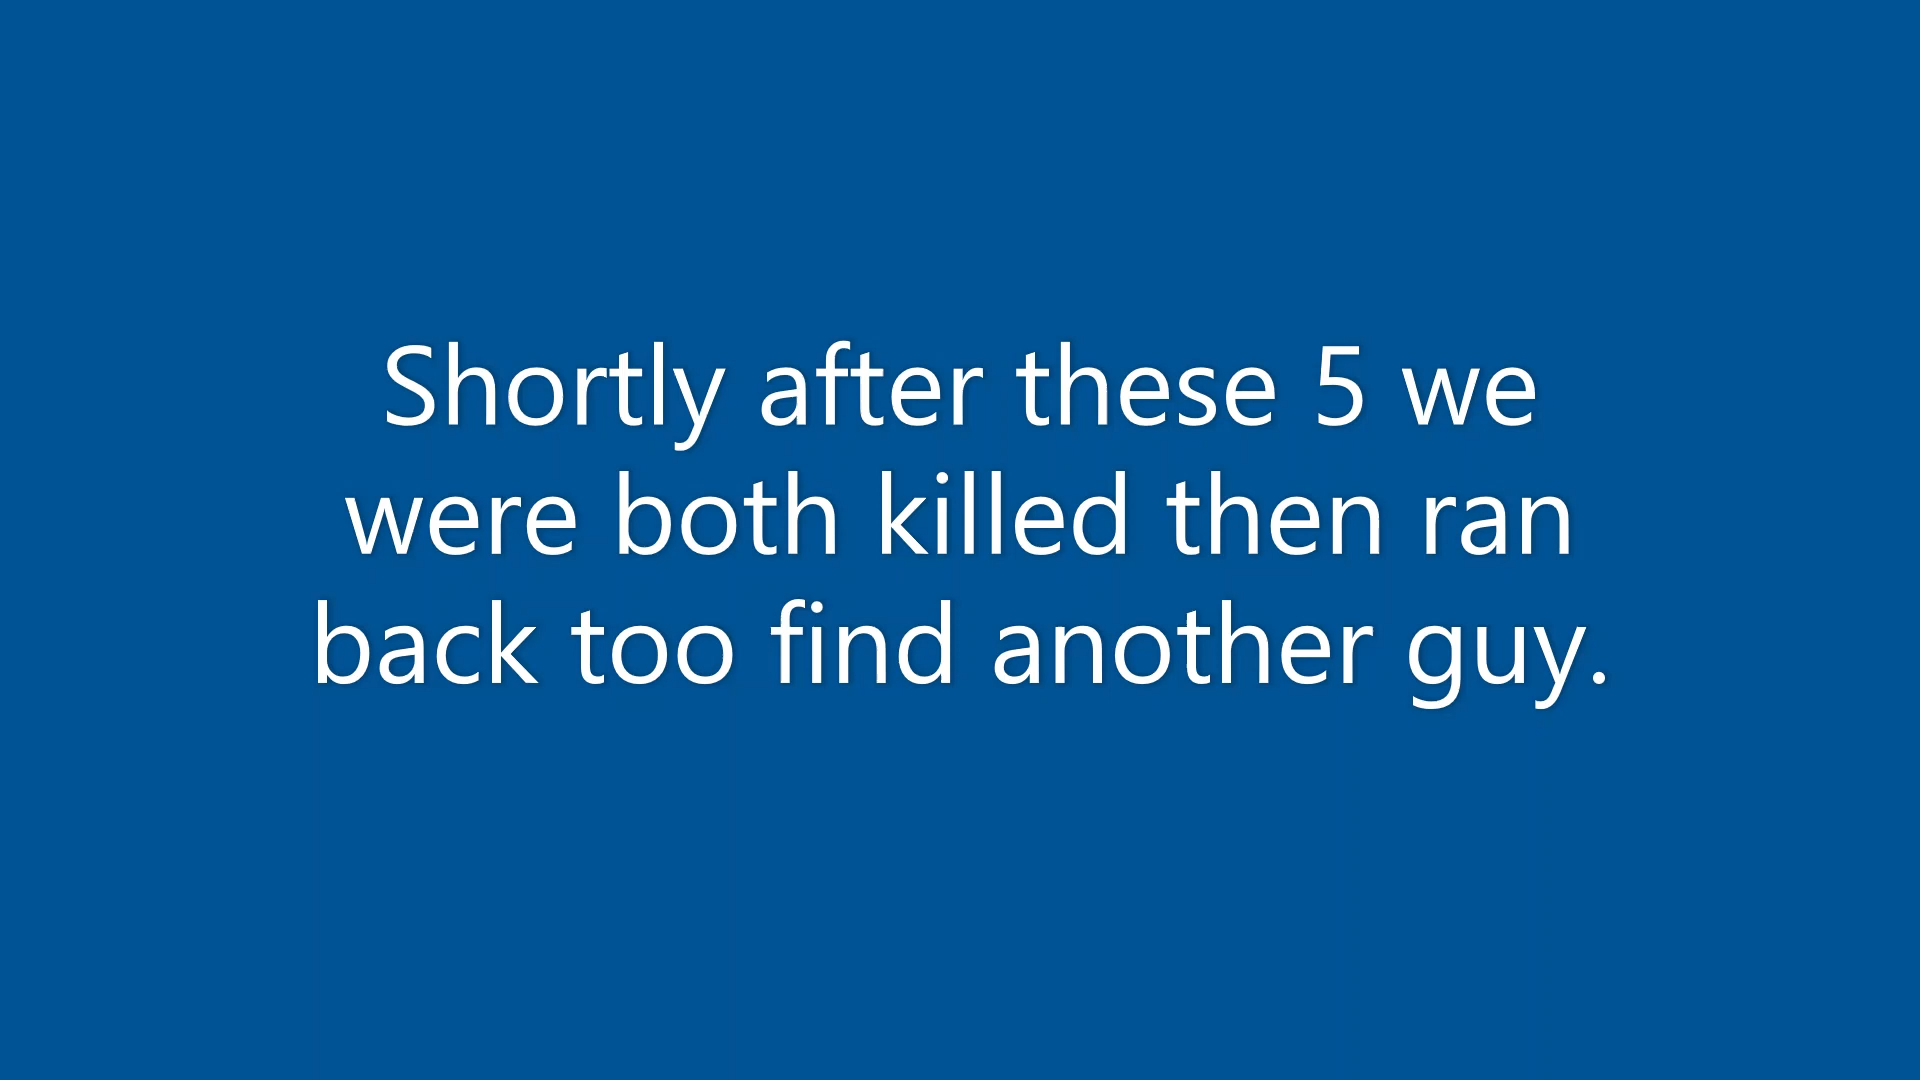 Shortly after these 5 we
were both killed then ran
back too find another guy.